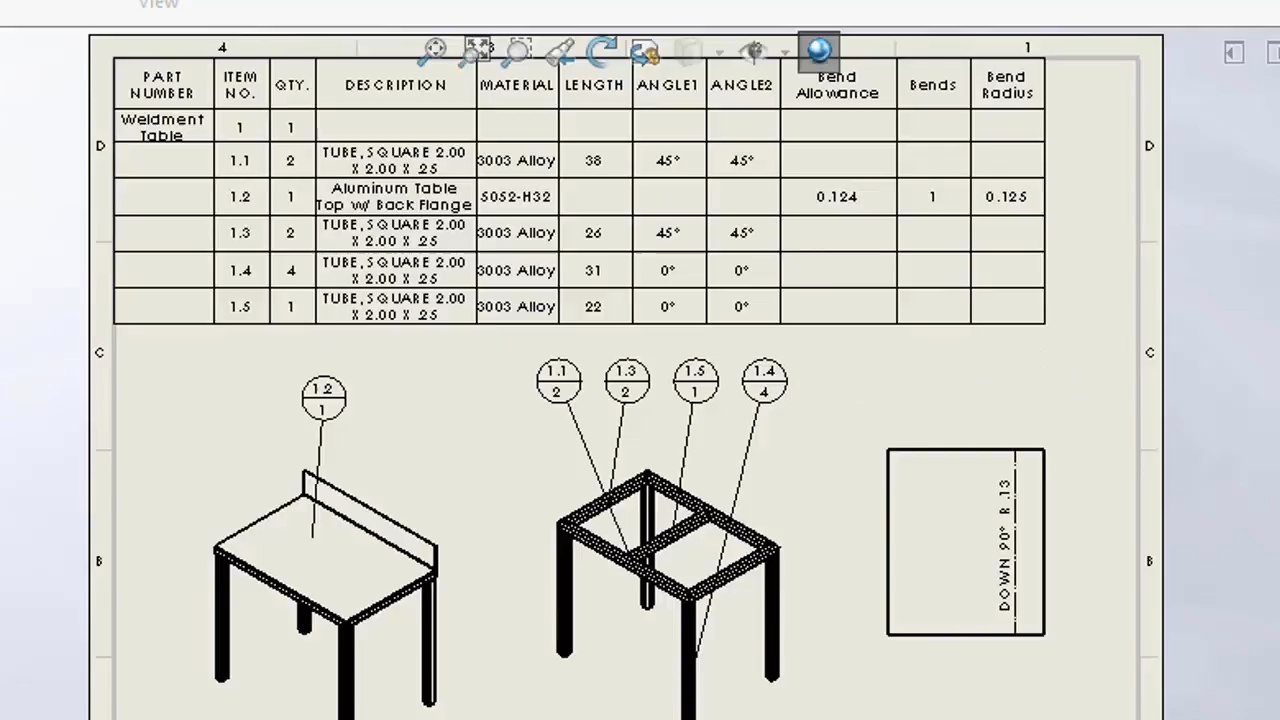 View
4 3 1
PART NUMBER ITEM NO. QTY. DESCRIPTION MATERIAL LENGTH ANGLE1 ANGLE2 Bend Allowance Bends Bend Radius
Weldment Table 1 1
1.1 2 TUBE, SQUARE 2.00 X 2.00 X .25 3003 Alloy 38 45° 45°
1.2 1 Aluminum Table Top w/ Back Flange 5052-H32 0.124 1 0.125
1.3 2 TUBE, SQUARE 2.00 X 2.00 X .25 3003 Alloy 26 45° 45°
1.4 4 TUBE, SQUARE 2.00 X 2.00 X .25 3003 Alloy 31 0° 0°
1.5 1 TUBE, SQUARE 2.00 X 2.00 X .25 3003 Alloy 22 0° 0°
D D
C C
1.2
1
1.1 1.3 1.5 1.4
2 2 1 4
DOWN 90° R .13
B B